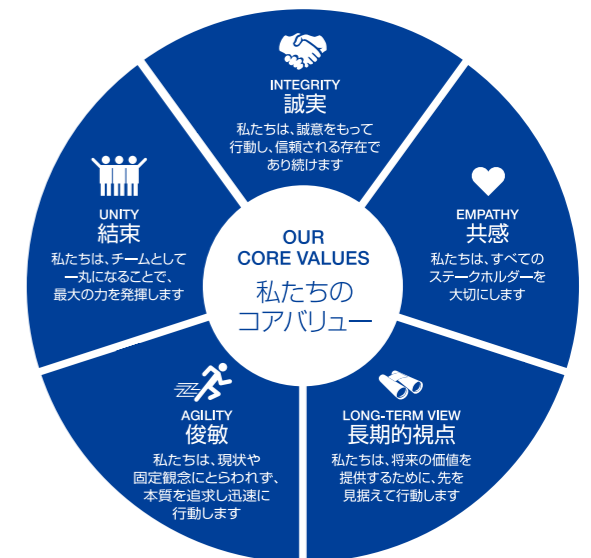 INTEGRITY
誠実
私たちは、誠意をもって
行動し、信頼される存在で
あり続けます
EMPATHY
共感
私たちは、すべての
ステークホルダーを
大切にします
LONG-TERM VIEW
長期的視点
私たちは、将来の価値を
提供するために、先を
見据えて行動します
AGILITY
俊敏
私たちは、現状や
固定観念にとらわれず、
本質を追求し迅速に
行動します
UNITY
結束
私たちは、チームとして
一丸になることで、
最大の力を発揮します
OUR
CORE VALUES
私たちの
コアバリュー